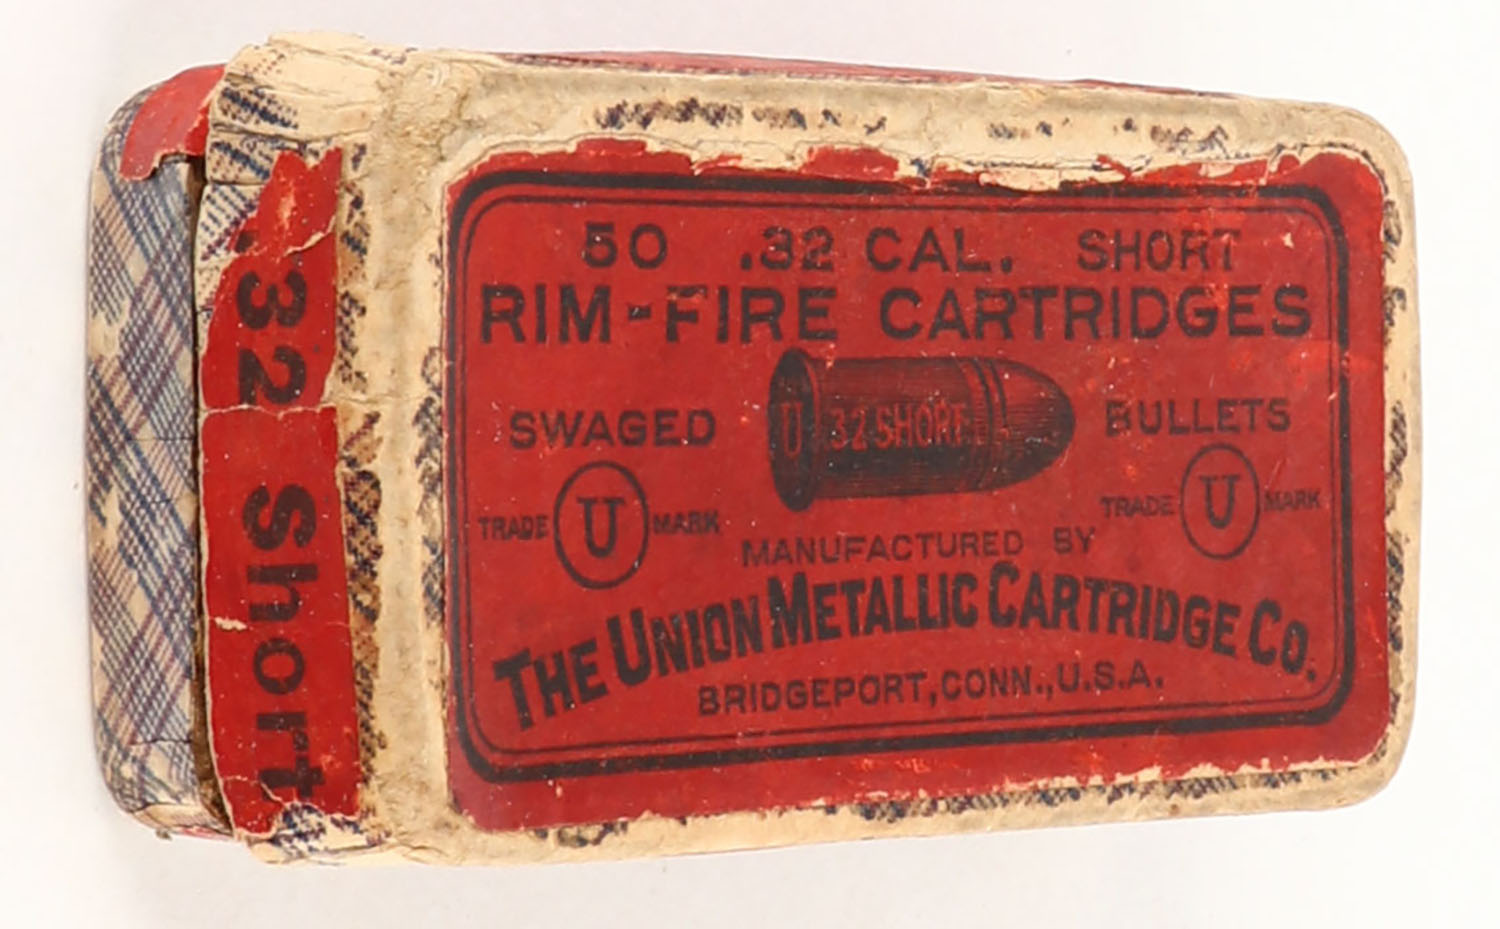 50 .32 CAL. SHORT
RIM-FIRE CARTRIDGES
SWAGED BULLETS
U 32 SHORT
TRADE U MARK
TRADE U MARK
MANUFACTURED BY
THE UNION METALLIC CARTRIDGE CO.
BRIDGEPORT, CONN., U.S.A.
.32 Short